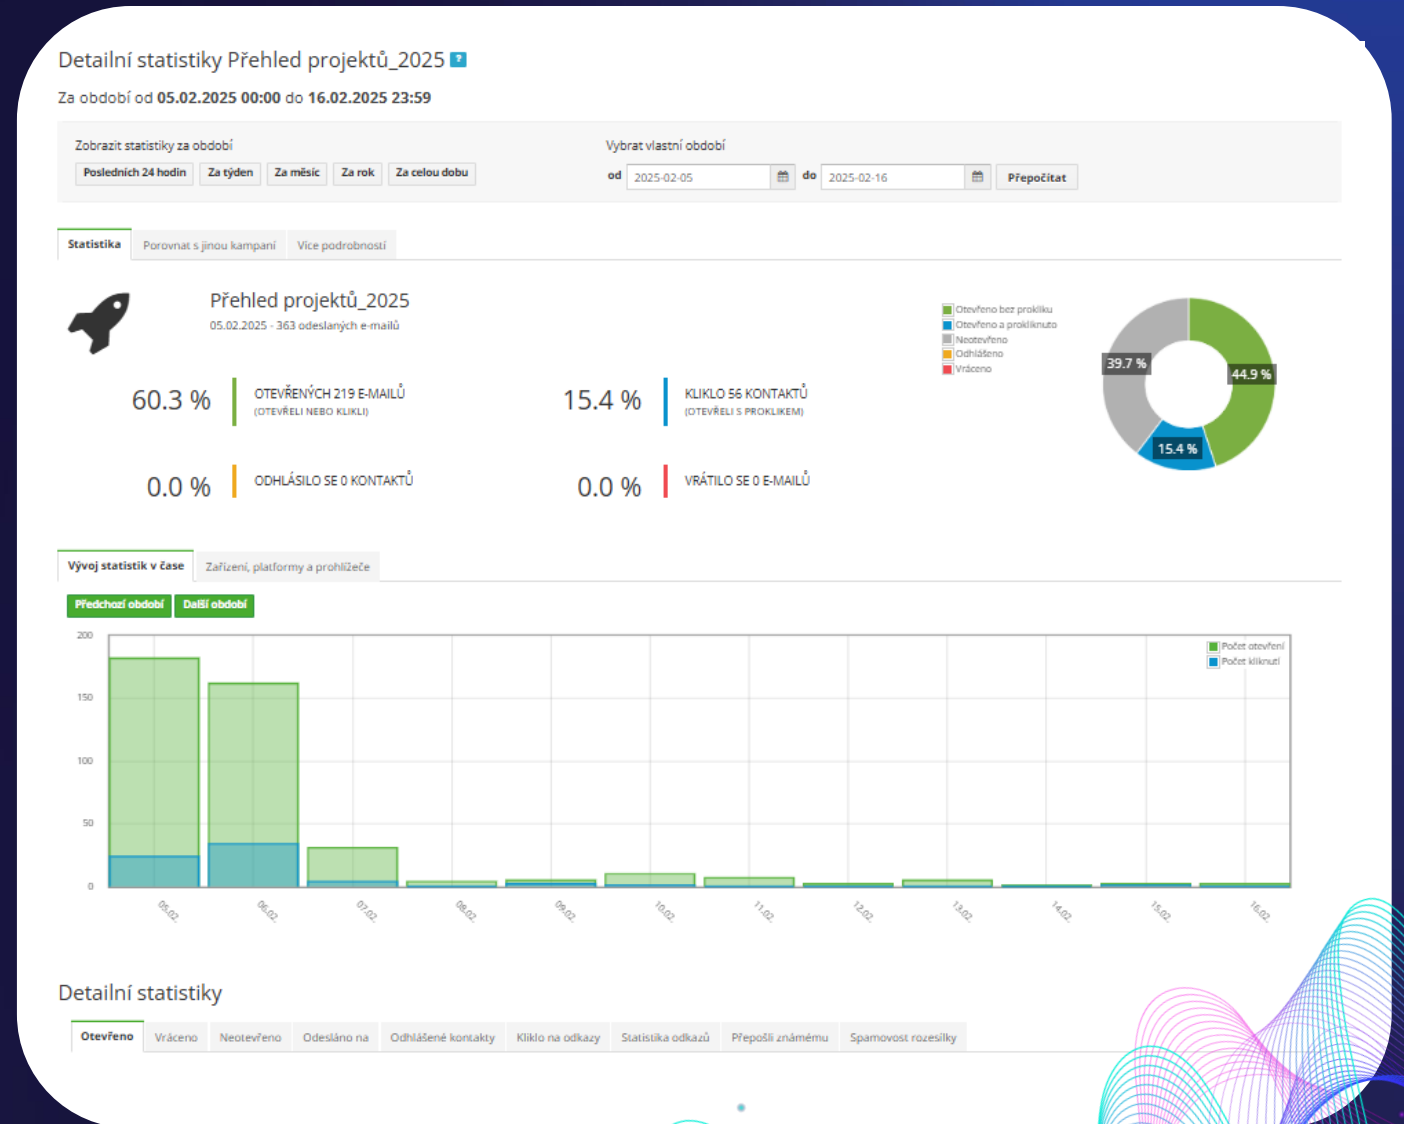 Detailní statistiky Přehled projektů_2025 ?
Za období od 05.02.2025 00:00 do 16.02.2025 23:59
Zobrazit statistiky za období
Vybrat vlastní období
Posledních 24 hodin Za týden Za měsíc Za rok Za celou dobu
od 2025-02-05 do 2025-02-16 Přepočítat
Statistika Porovnat s jinou kampaní Více podrobností
Přehled projektů_2025
05.02.2025 - 363 odeslaných e-mailů
60.3 %
OTEVŘENÝCH 219 E-MAILŮ
(OTEVŘELI NEBO KLIKLI)
15.4 %
KLIKLO 56 KONTAKTŮ
(OTEVŘELI S PROKLIKEM)
0.0 %
ODHLÁSILO SE 0 KONTAKTŮ
0.0 %
VRÁTILO SE 0 E-MAILŮ
Otevřeno bez prokliku
Otevřeno a prokliknuto
Neotevřeno
Odhlášeno
Vráceno
39.7 %
44.9 %
15.4 %
Vývoj statistik v čase Zařízení, platformy a prohlížeče
Předchozí období Další období
200
150
100
50
0
Počet otevření
Počet kliknutí
05.02. 06.02. 07.02. 08.02. 09.02. 10.02. 11.02. 12.02. 13.02. 14.02. 15.02. 16.02.
Detailní statistiky
Otevřeno Vráceno Neotevřeno Odesláno na Odhlášené kontakty Kliklo na odkazy Statistika odkazů Přepošli známému Spamovost rozesílky